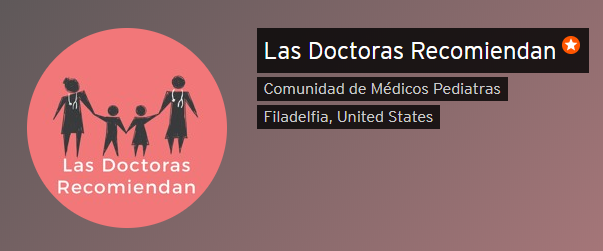 Las Doctoras
Recomiendan
Las Doctoras Recomiendan
Comunidad de Médicos Pediatras
Filadelfia, United States